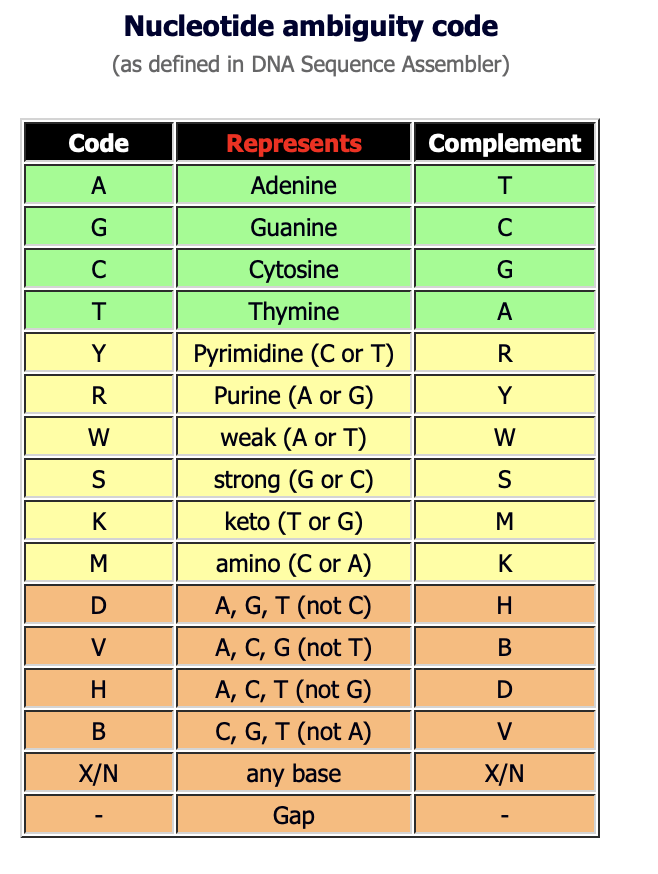 Nucleotide ambiguity code
(as defined in DNA Sequence Assembler)
Code Represents Complement
A Adenine T
G Guanine C
C Cytosine G
T Thymine A
Y Pyrimidine (C or T) R
R Purine (A or G) Y
W weak (A or T) W
S strong (G or C) S
K keto (T or G) M
M amino (C or A) K
D A, G, T (not C) H
V A, C, G (not T) B
H A, C, T (not G) D
B C, G, T (not A) V
X/N any base X/N
- Gap -